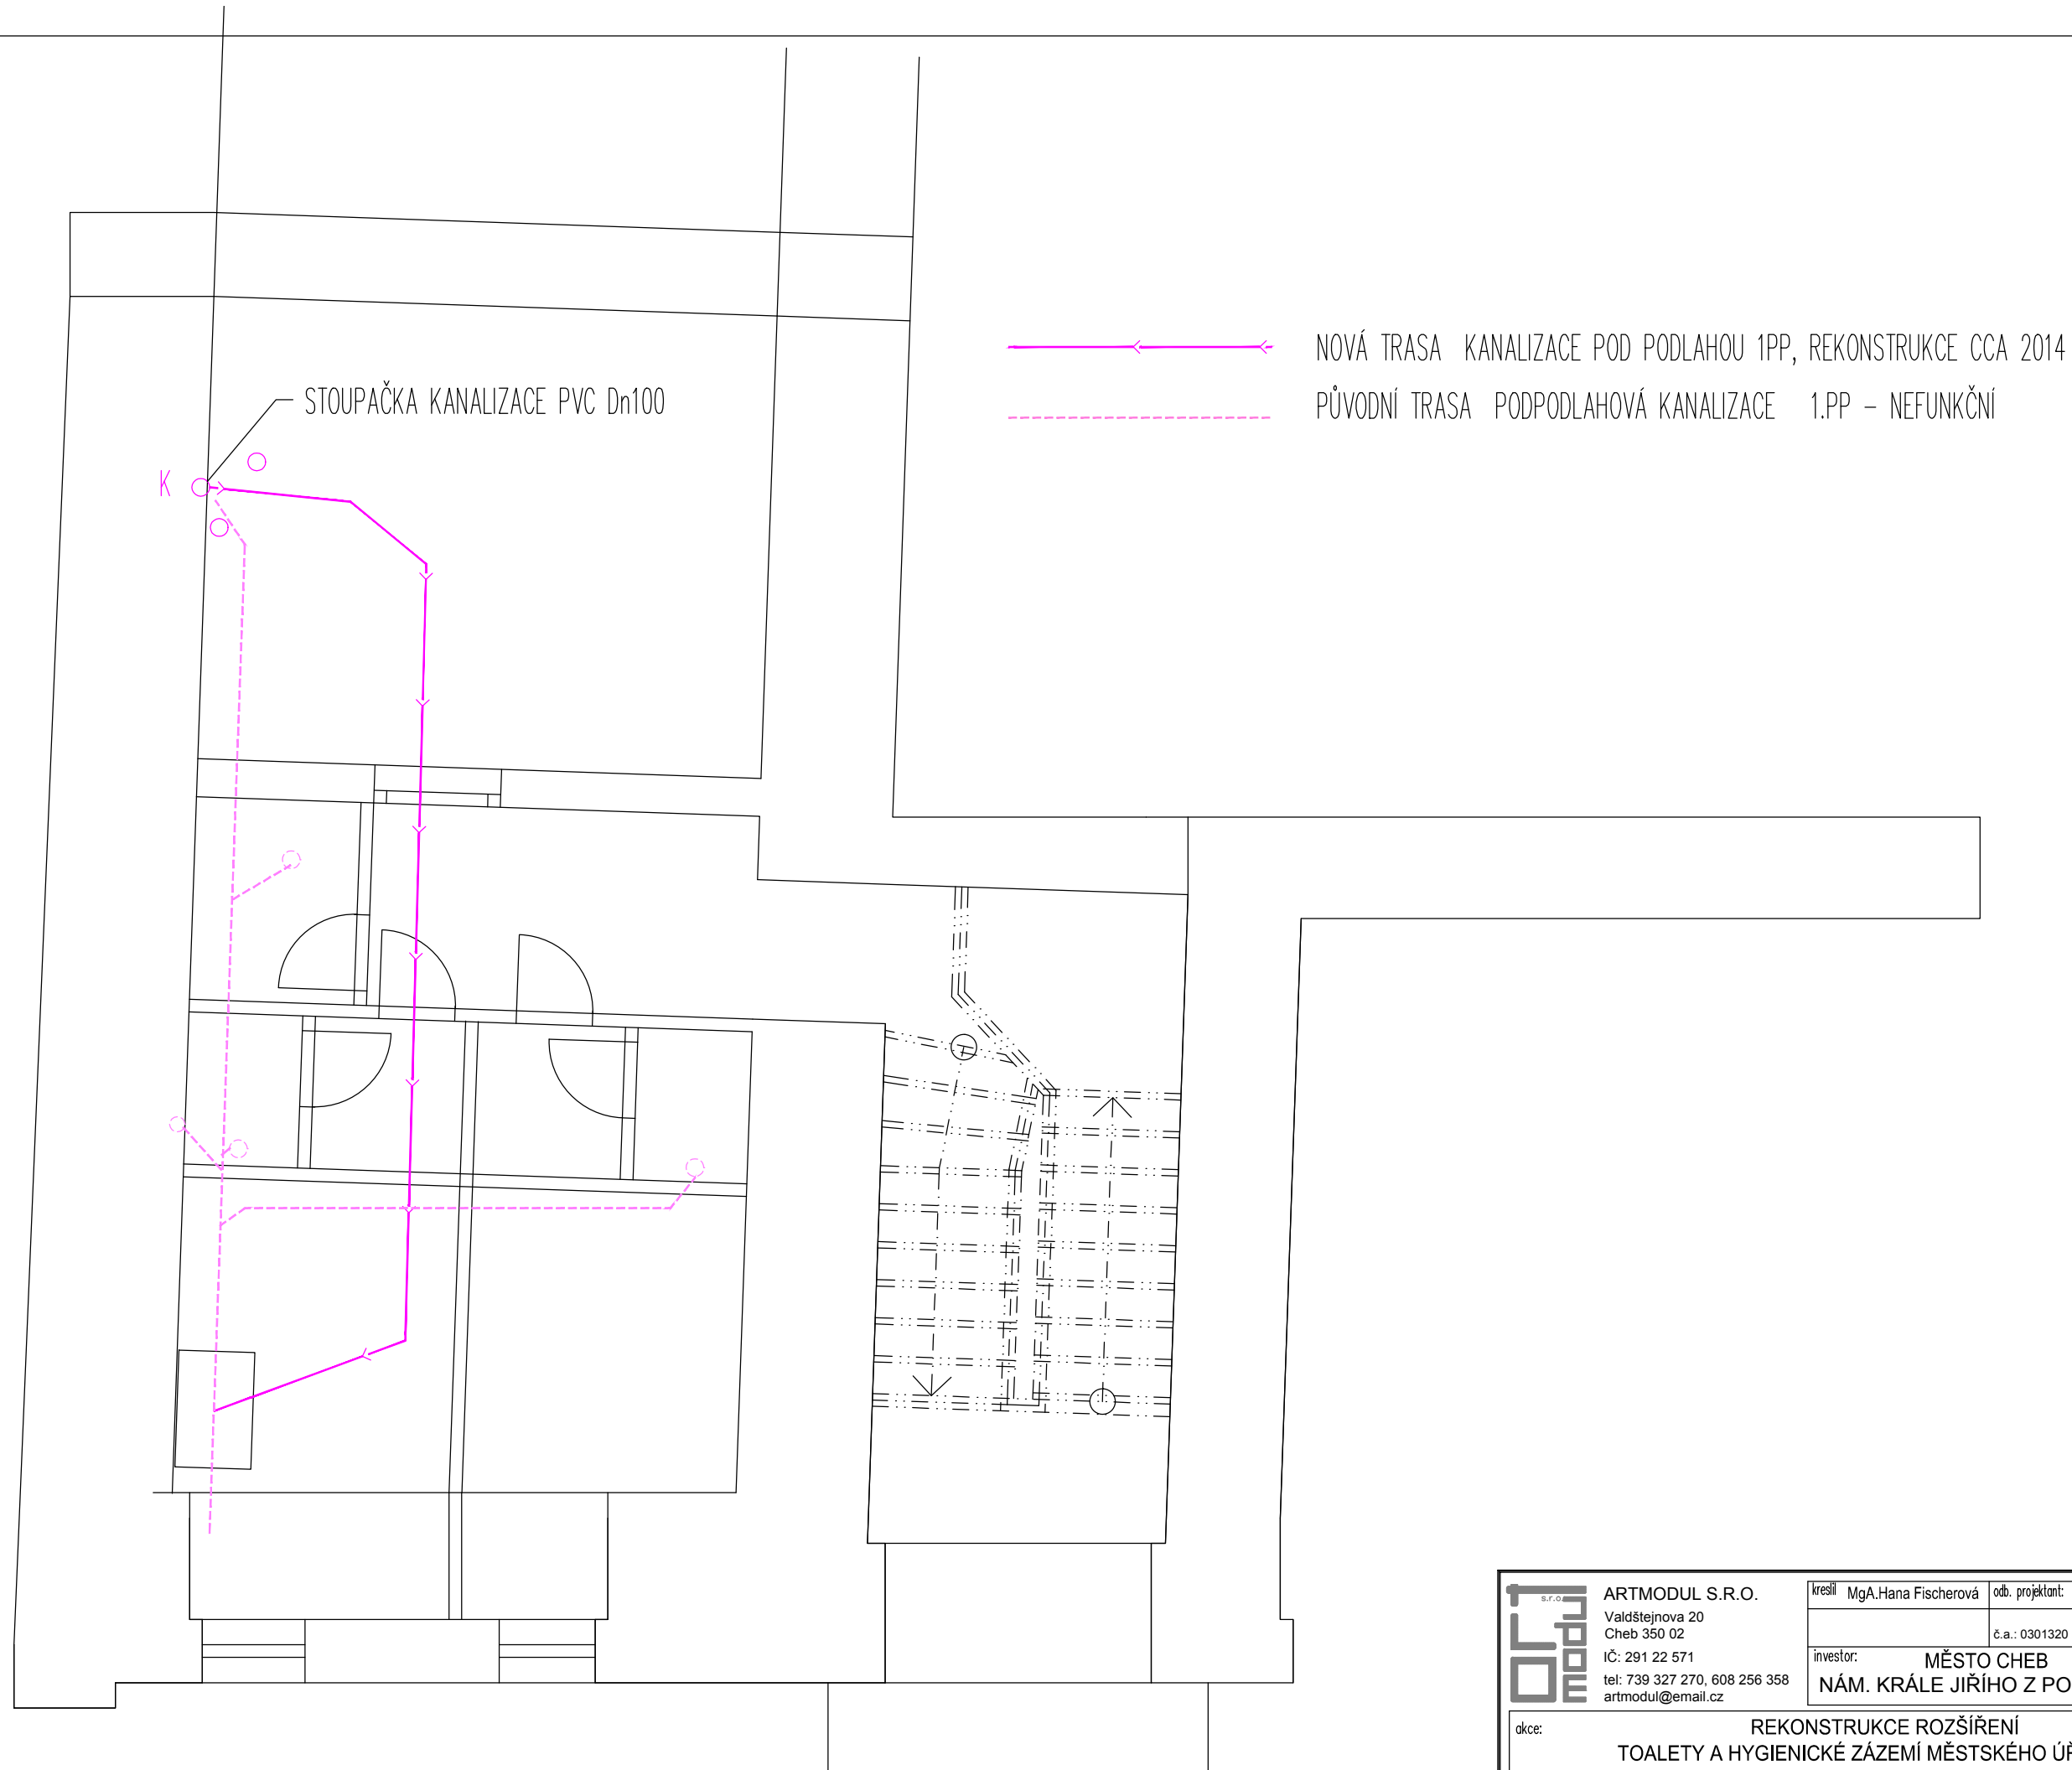 NOVÁ TRASA KANALIZACE POD PODLAHOU 1PP, REKONSTRUKCE CCA 2014
STOUPAČKA KANALIZACE PVC Dn100
PŮVODNÍ TRASA PODPODLAHOVÁ KANALIZACE 1.PP – NEFUNKČNÍ
K
s.r.o.
artmodul
ARTMODUL S.R.O.
Valdštejnova 20
Cheb 350 02
IČ: 291 22 571
tel: 739 327 270, 608 256 358
artmodul@email.cz
kreslil MgA.Hana Fischerová odb. projektant:
č.a.: 0301320
investor: MĚSTO CHEB
NÁM. KRÁLE JIŘÍHO Z PO
akce: REKONSTRUKCE ROZŠÍŘENÍ
TOALETY A HYGIENICKÉ ZÁZEMÍ MĚSTSKÉHO ÚŘ